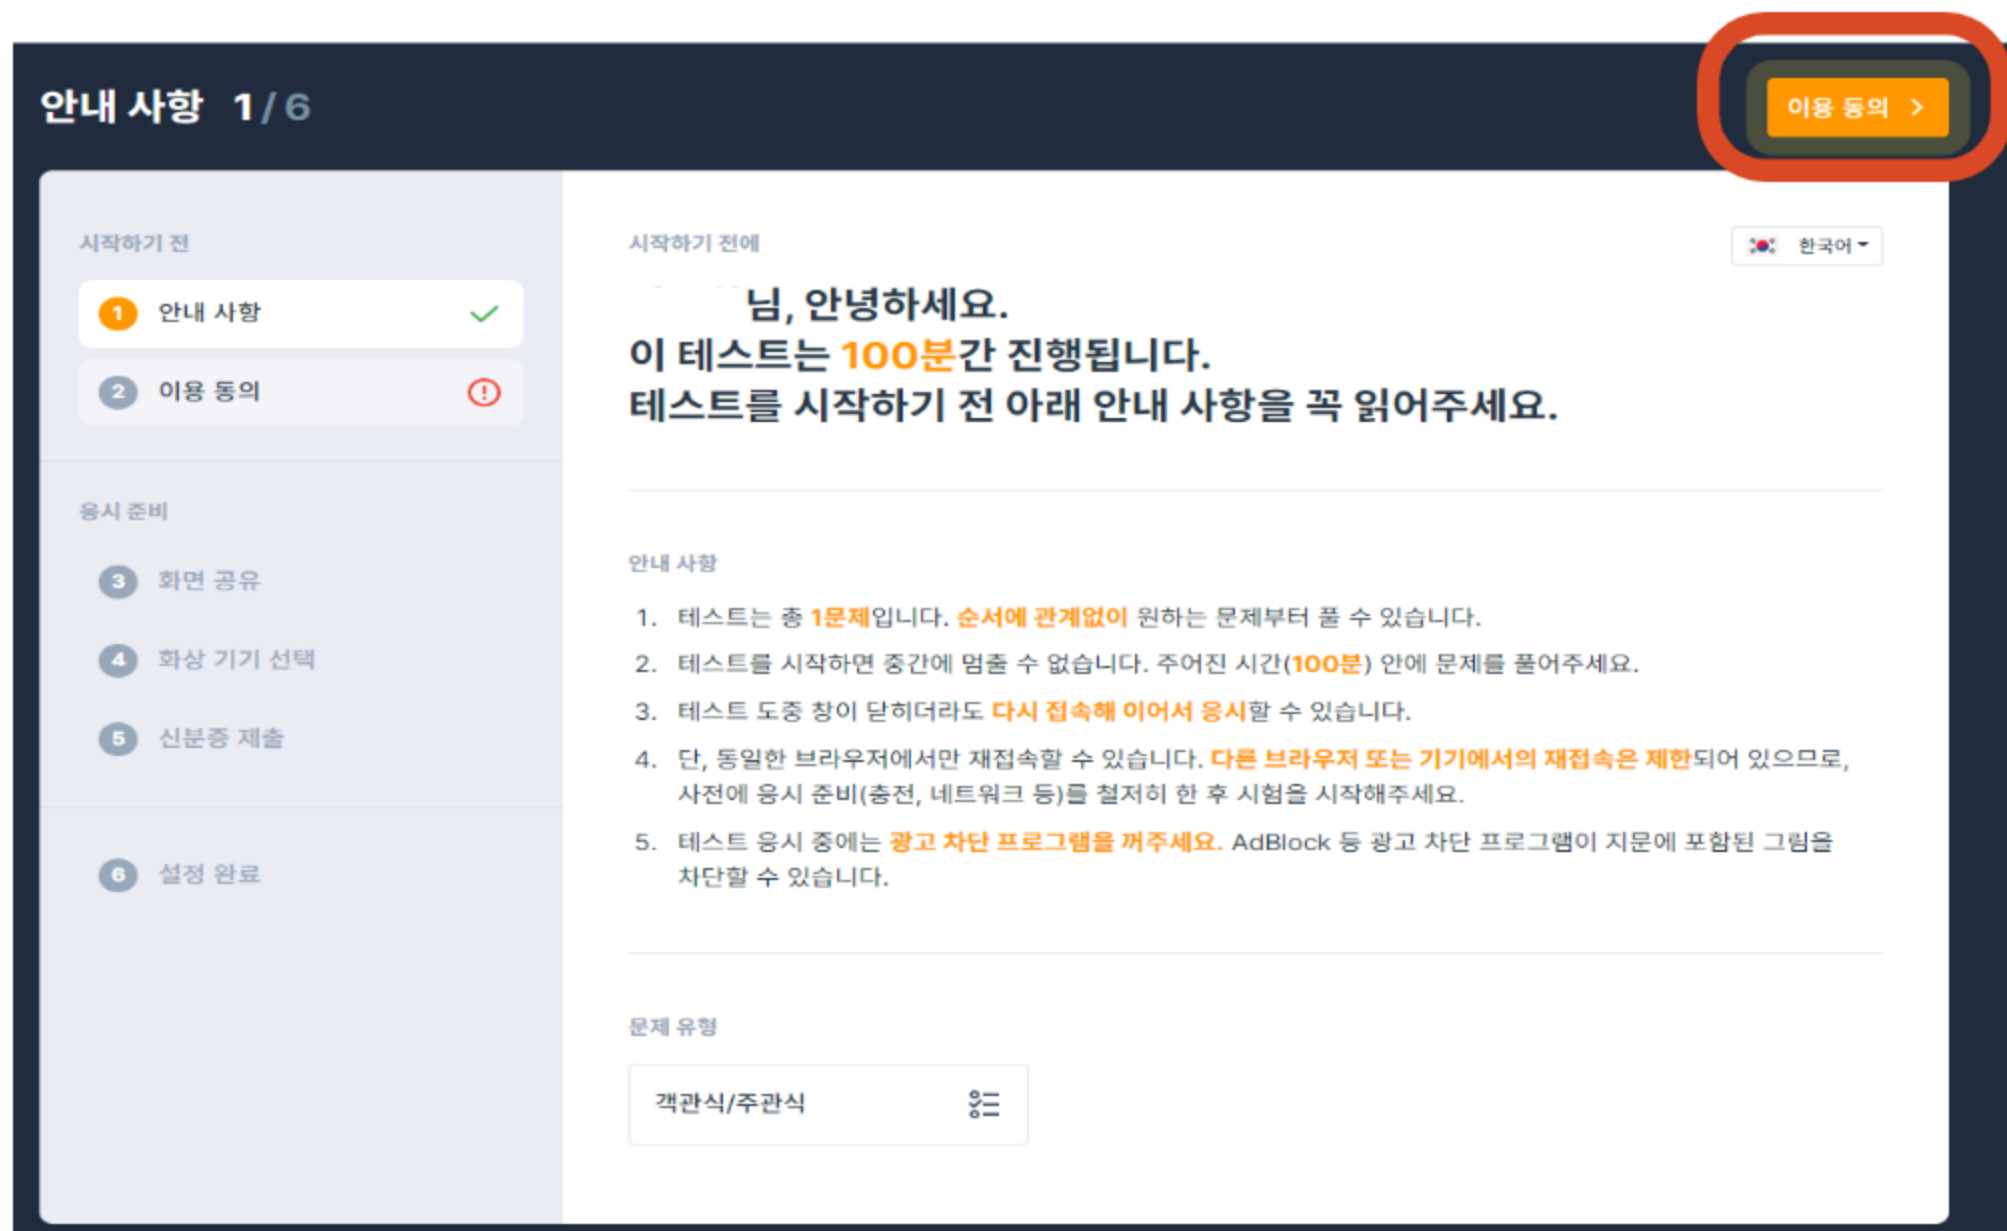 안내 사항 1/6
이용 동의 >
시작하기 전
1 안내 사항
2 이용 동의
응시 준비
3 화면 공유
4 화상 기기 선택
5 신분증 제출
6 설정 완료
시작하기 전에
한국어
님, 안녕하세요.
이 테스트는 100분간 진행됩니다.
테스트를 시작하기 전 아래 안내 사항을 꼭 읽어주세요.
안내 사항
1. 테스트는 총 1문제입니다. 순서에 관계없이 원하는 문제부터 풀 수 있습니다.
2. 테스트를 시작하면 중간에 멈출 수 없습니다. 주어진 시간(100분) 안에 문제를 풀어주세요.
3. 테스트 도중 창이 닫히더라도 다시 접속해 이어서 응시할 수 있습니다.
4. 단, 동일한 브라우저에서만 재접속할 수 있습니다. 다른 브라우저 또는 기기에서의 재접속은 제한되어 있으므로,
사전에 응시 준비(충전, 네트워크 등)를 철저히 한 후 시험을 시작해주세요.
5. 테스트 응시 중에는 광고 차단 프로그램을 꺼주세요. AdBlock 등 광고 차단 프로그램이 지문에 포함된 그림을
차단할 수 있습니다.
문제 유형
객관식/주관식